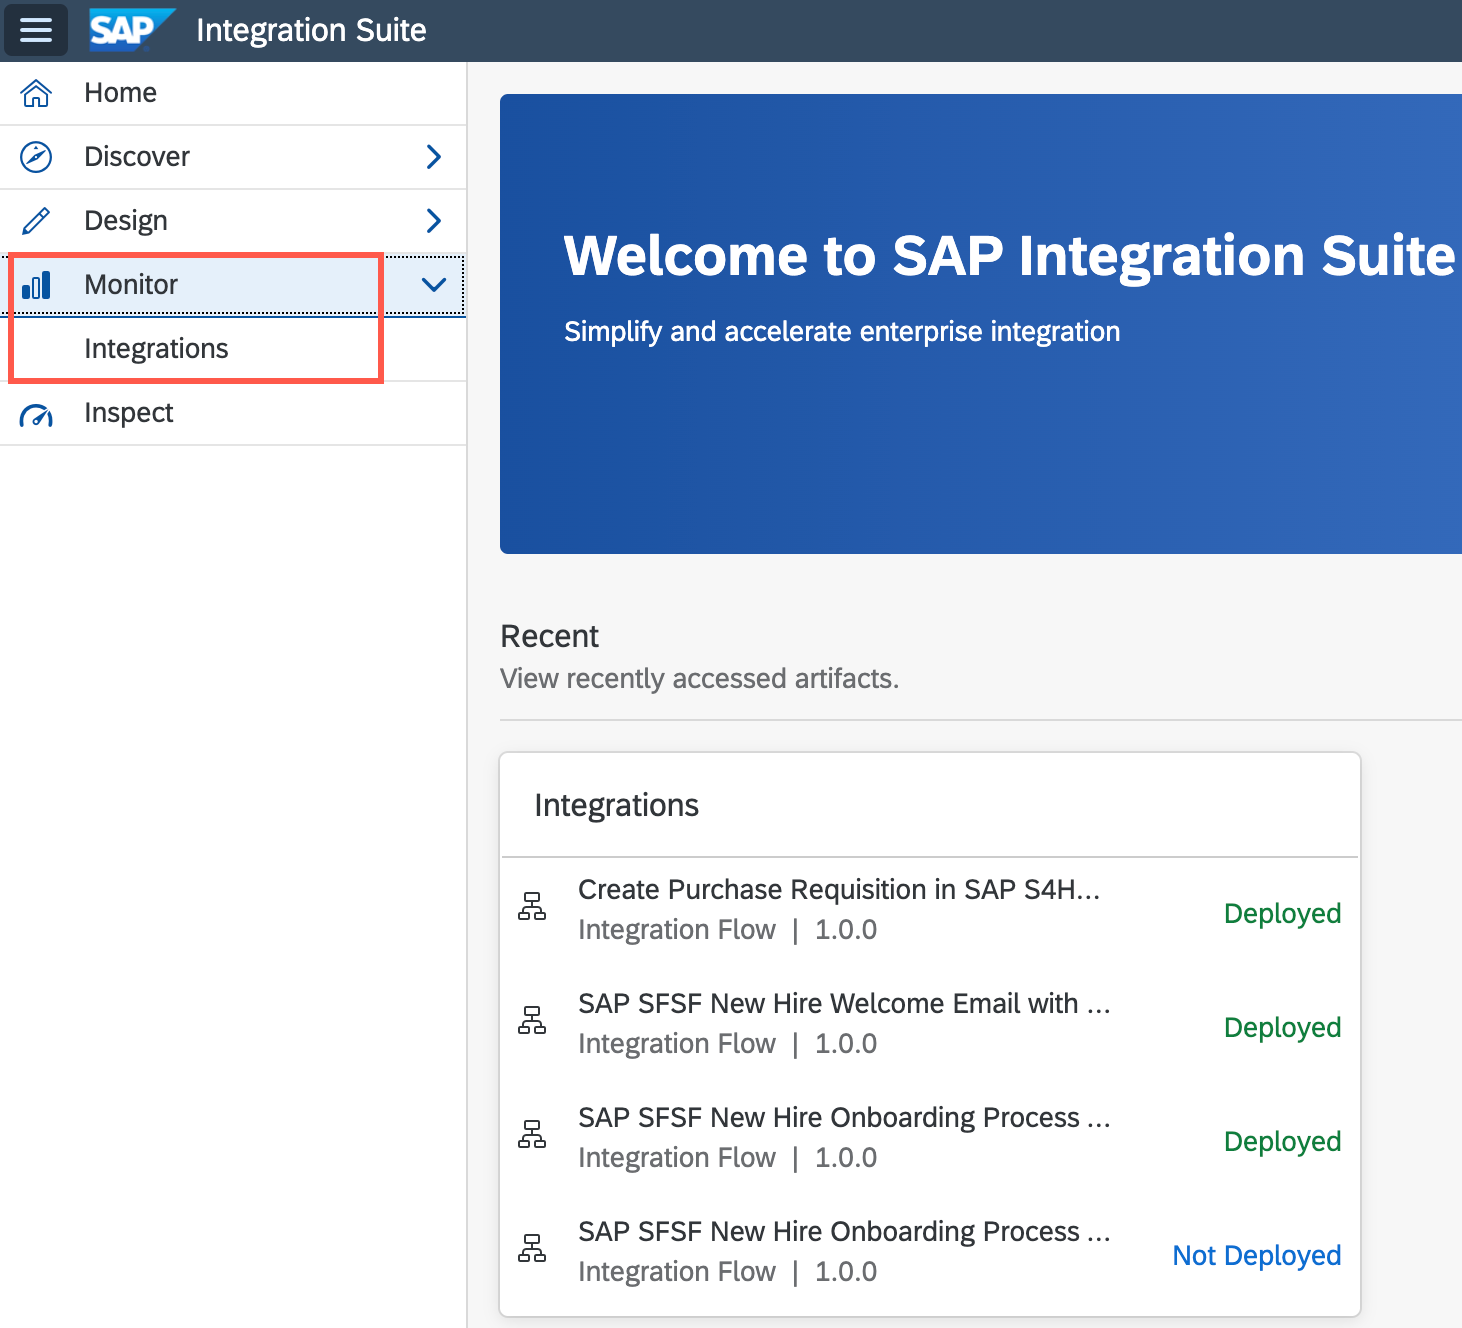 SAP Integration Suite
Home
Discover
Design
Monitor
Integrations
Inspect
Welcome to SAP Integration Suite
Simplify and accelerate enterprise integration
Recent
View recently accessed artifacts.
Integrations
Create Purchase Requisition in SAP S4H...
Integration Flow | 1.0.0
Deployed
SAP SFSF New Hire Welcome Email with ...
Integration Flow | 1.0.0
Deployed
SAP SFSF New Hire Onboarding Process ...
Integration Flow | 1.0.0
Deployed
SAP SFSF New Hire Onboarding Process ...
Integration Flow | 1.0.0
Not Deployed